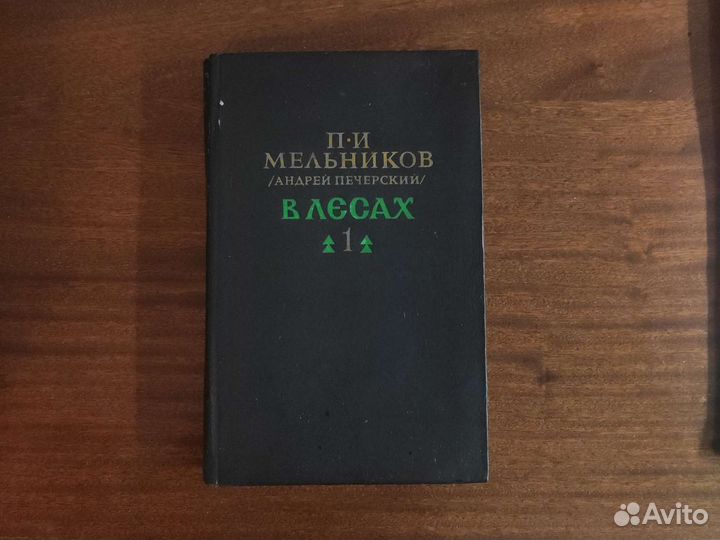 П·И
МЕЛЬНИКОВ
/АНДРЕЙ ПЕЧЕРСКИЙ/
В ЛЕСАХ
1
Avito